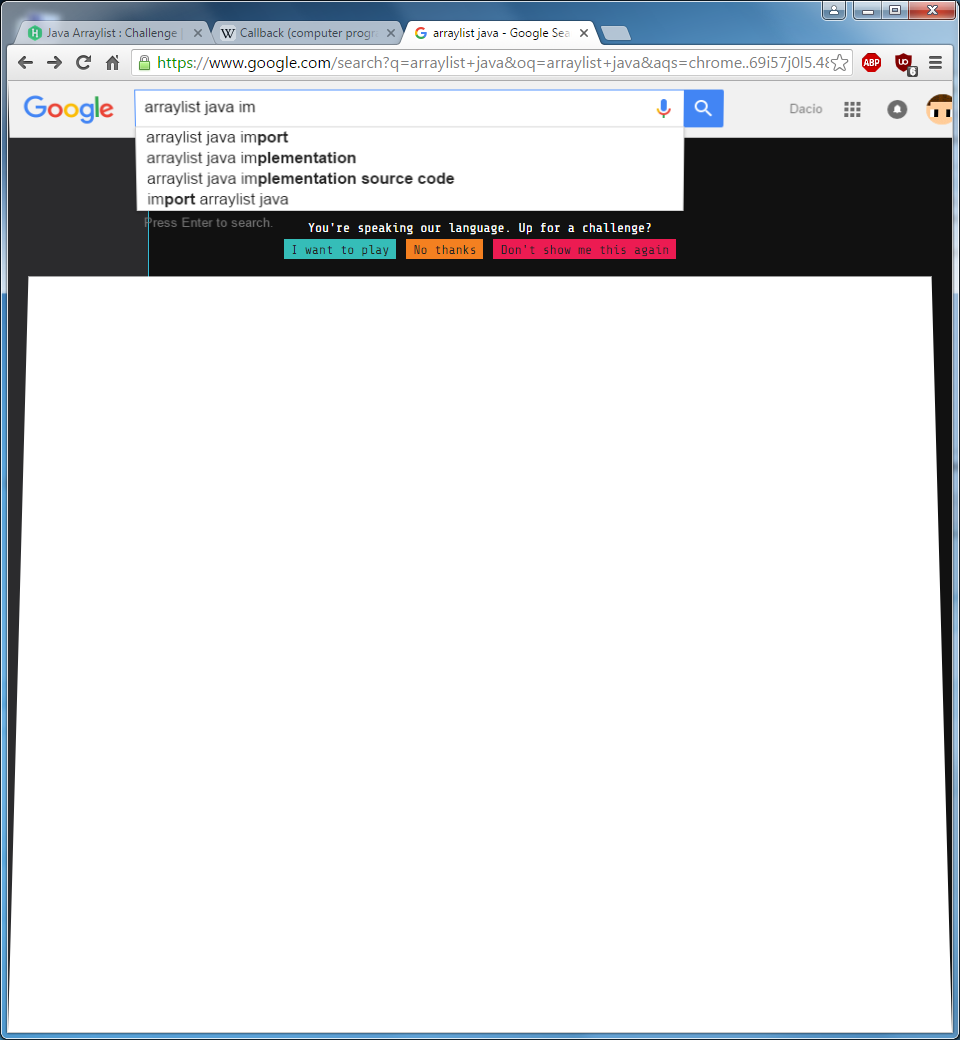 Java Arraylist : Challenge |
Callback (computer progr
arraylist java - Google Sea
https://www.google.com/search?q=arraylist+java&oq=arraylist+java&aqs=chrome..69i57j0l5.48
ABP
UO
6
Google
arraylist java im
Dacio
arraylist java import
arraylist java implementation
arraylist java implementation source code
import arraylist java
Press Enter to search.
You're speaking our language. Up for a challenge?
I want to play
No thanks
Don't show me this again